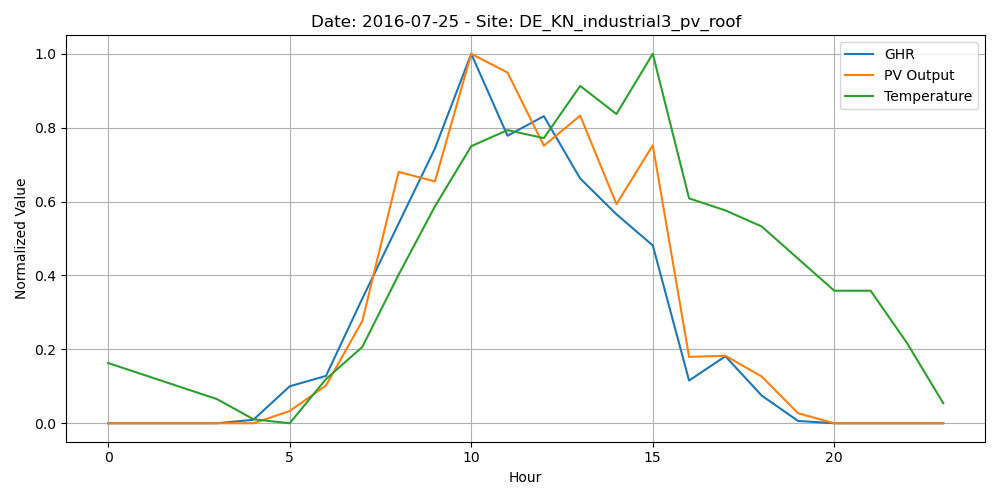 Date: 2016-07-25 - Site: DE_KN_industrial3_pv_roof
GHR
PV Output
Temperature
Normalized Value
1.0
0.8
0.6
0.4
0.2
0.0
0
5
10
15
20
Hour